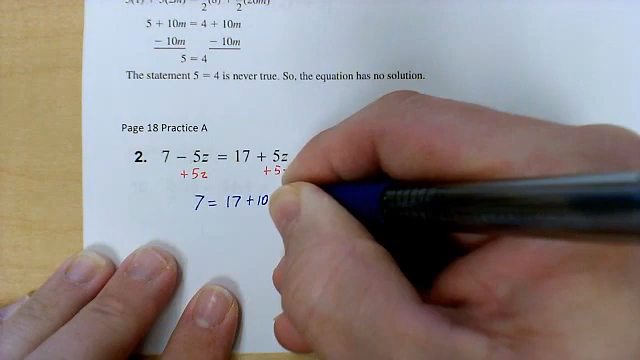 5 + 10m = 4 + 10m
− 10m − 10m
5 = 4
The statement 5 = 4 is never true. So, the equation has no solution.
Page 18 Practice A
2. 7 − 5z = 17 + 5z
+5z +5
7 = 17 + 10